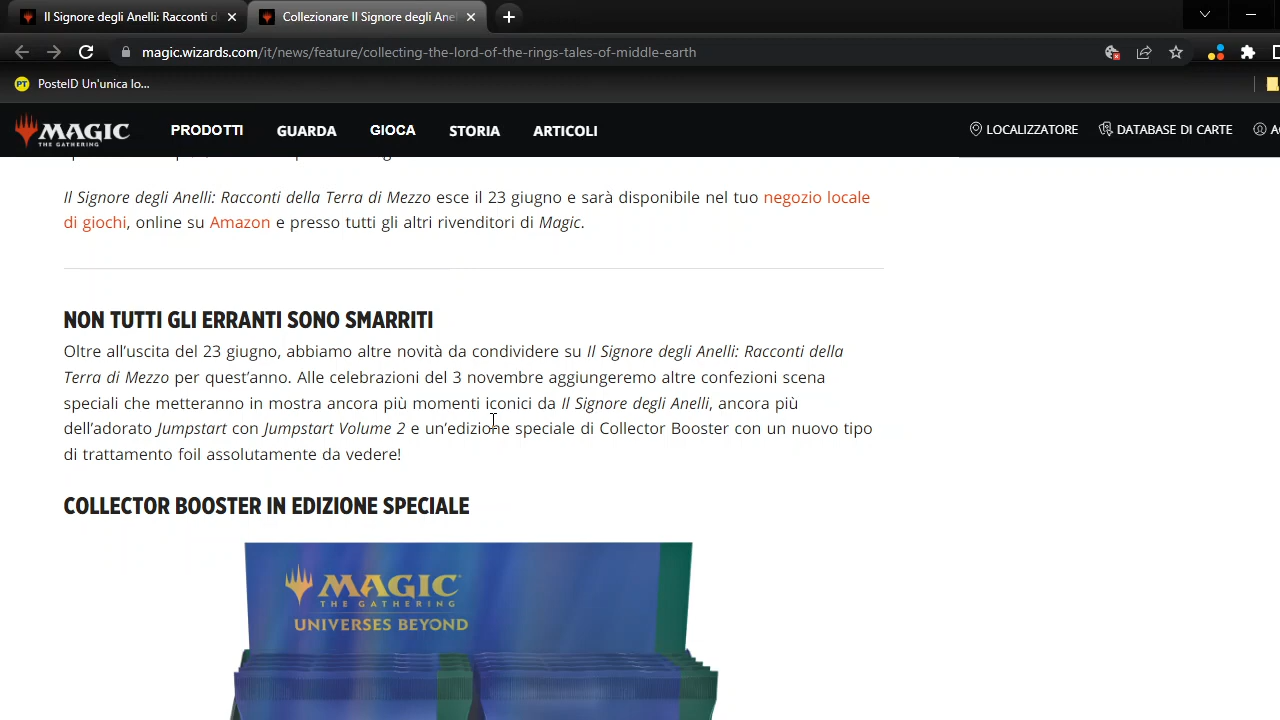 Il Signore degli Anelli: Racconti d
Collezionare Il Signore degli Ane
magic.wizards.com/it/news/feature/collecting-the-lord-of-the-rings-tales-of-middle-earth
PosteID Un'unica lo...
MAGIC
THE GATHERING
PRODOTTI
GUARDA
GIOCA
STORIA
ARTICOLI
LOCALIZZATORE
DATABASE DI CARTE
Il Signore degli Anelli: Racconti della Terra di Mezzo esce il 23 giugno e sarà disponibile nel tuo negozio locale
di giochi, online su Amazon e presso tutti gli altri rivenditori di Magic.
NON TUTTI GLI ERRANTI SONO SMARRITI
Oltre all’uscita del 23 giugno, abbiamo altre novità da condividere su Il Signore degli Anelli: Racconti della
Terra di Mezzo per quest’anno. Alle celebrazioni del 3 novembre aggiungeremo altre confezioni scena
speciali che metteranno in mostra ancora più momenti iconici da Il Signore degli Anelli, ancora più
dell’adorato Jumpstart con Jumpstart Volume 2 e un’edizione speciale di Collector Booster con un nuovo tipo
di trattamento foil assolutamente da vedere!
COLLECTOR BOOSTER IN EDIZIONE SPECIALE
MAGIC
THE GATHERING
UNIVERSES BEYOND